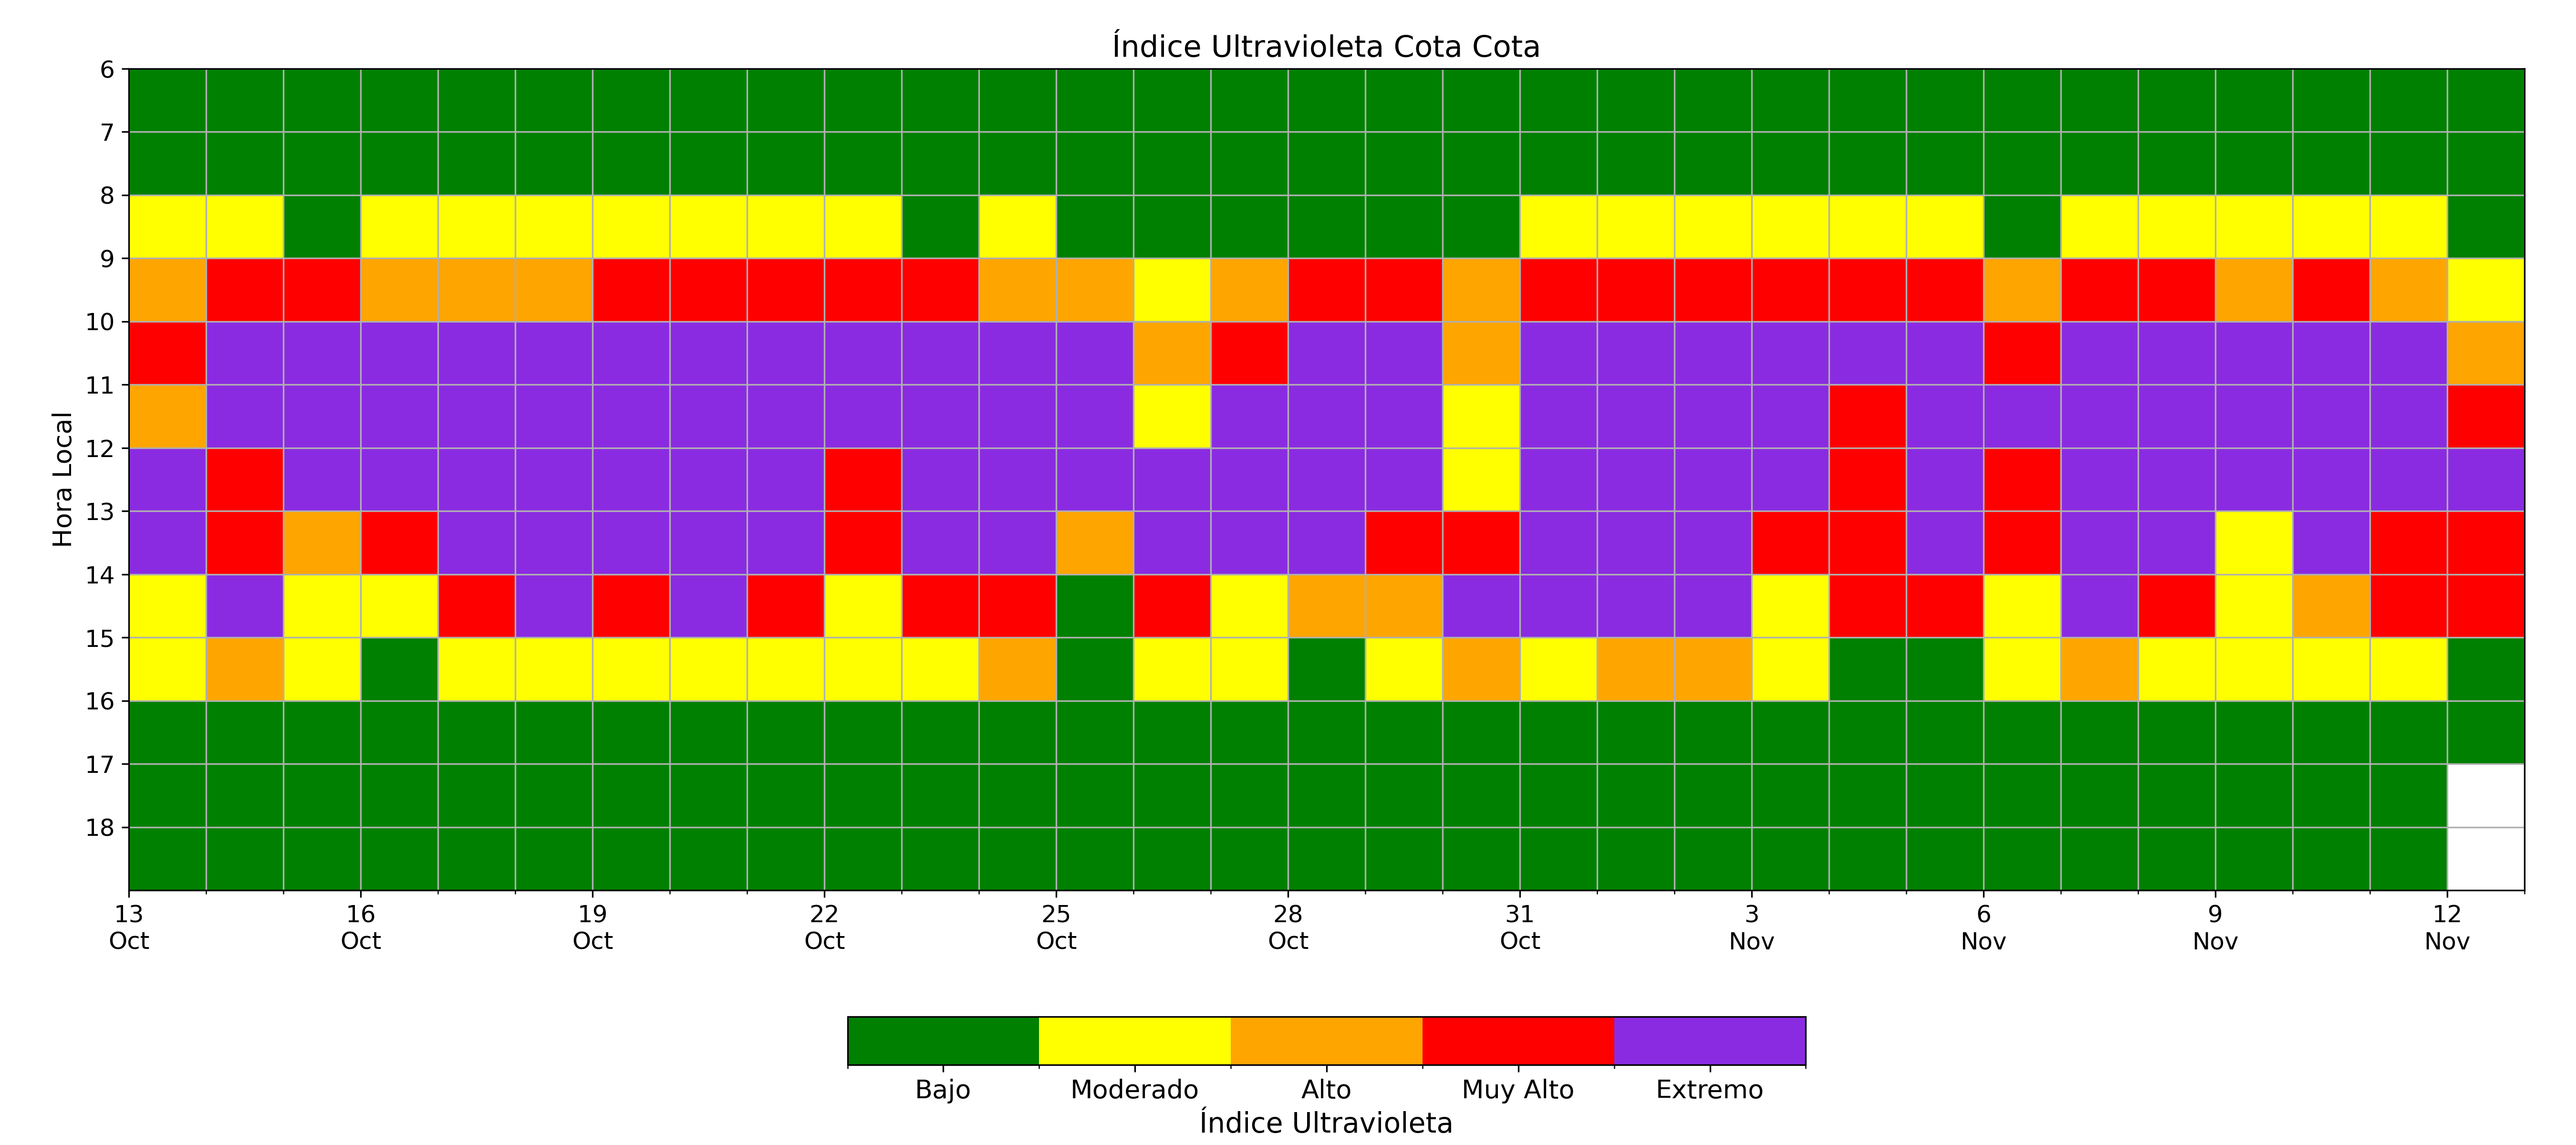 Índice Ultravioleta Cota Cota
Hora Local
6
7
8
9
10
11
12
13
14
15
16
17
18
13 16 19 22 25 28 31 3 6 9 12
Oct Oct Oct Oct Oct Oct Oct Nov Nov Nov Nov
Bajo Moderado Alto Muy Alto Extremo
Índice Ultravioleta